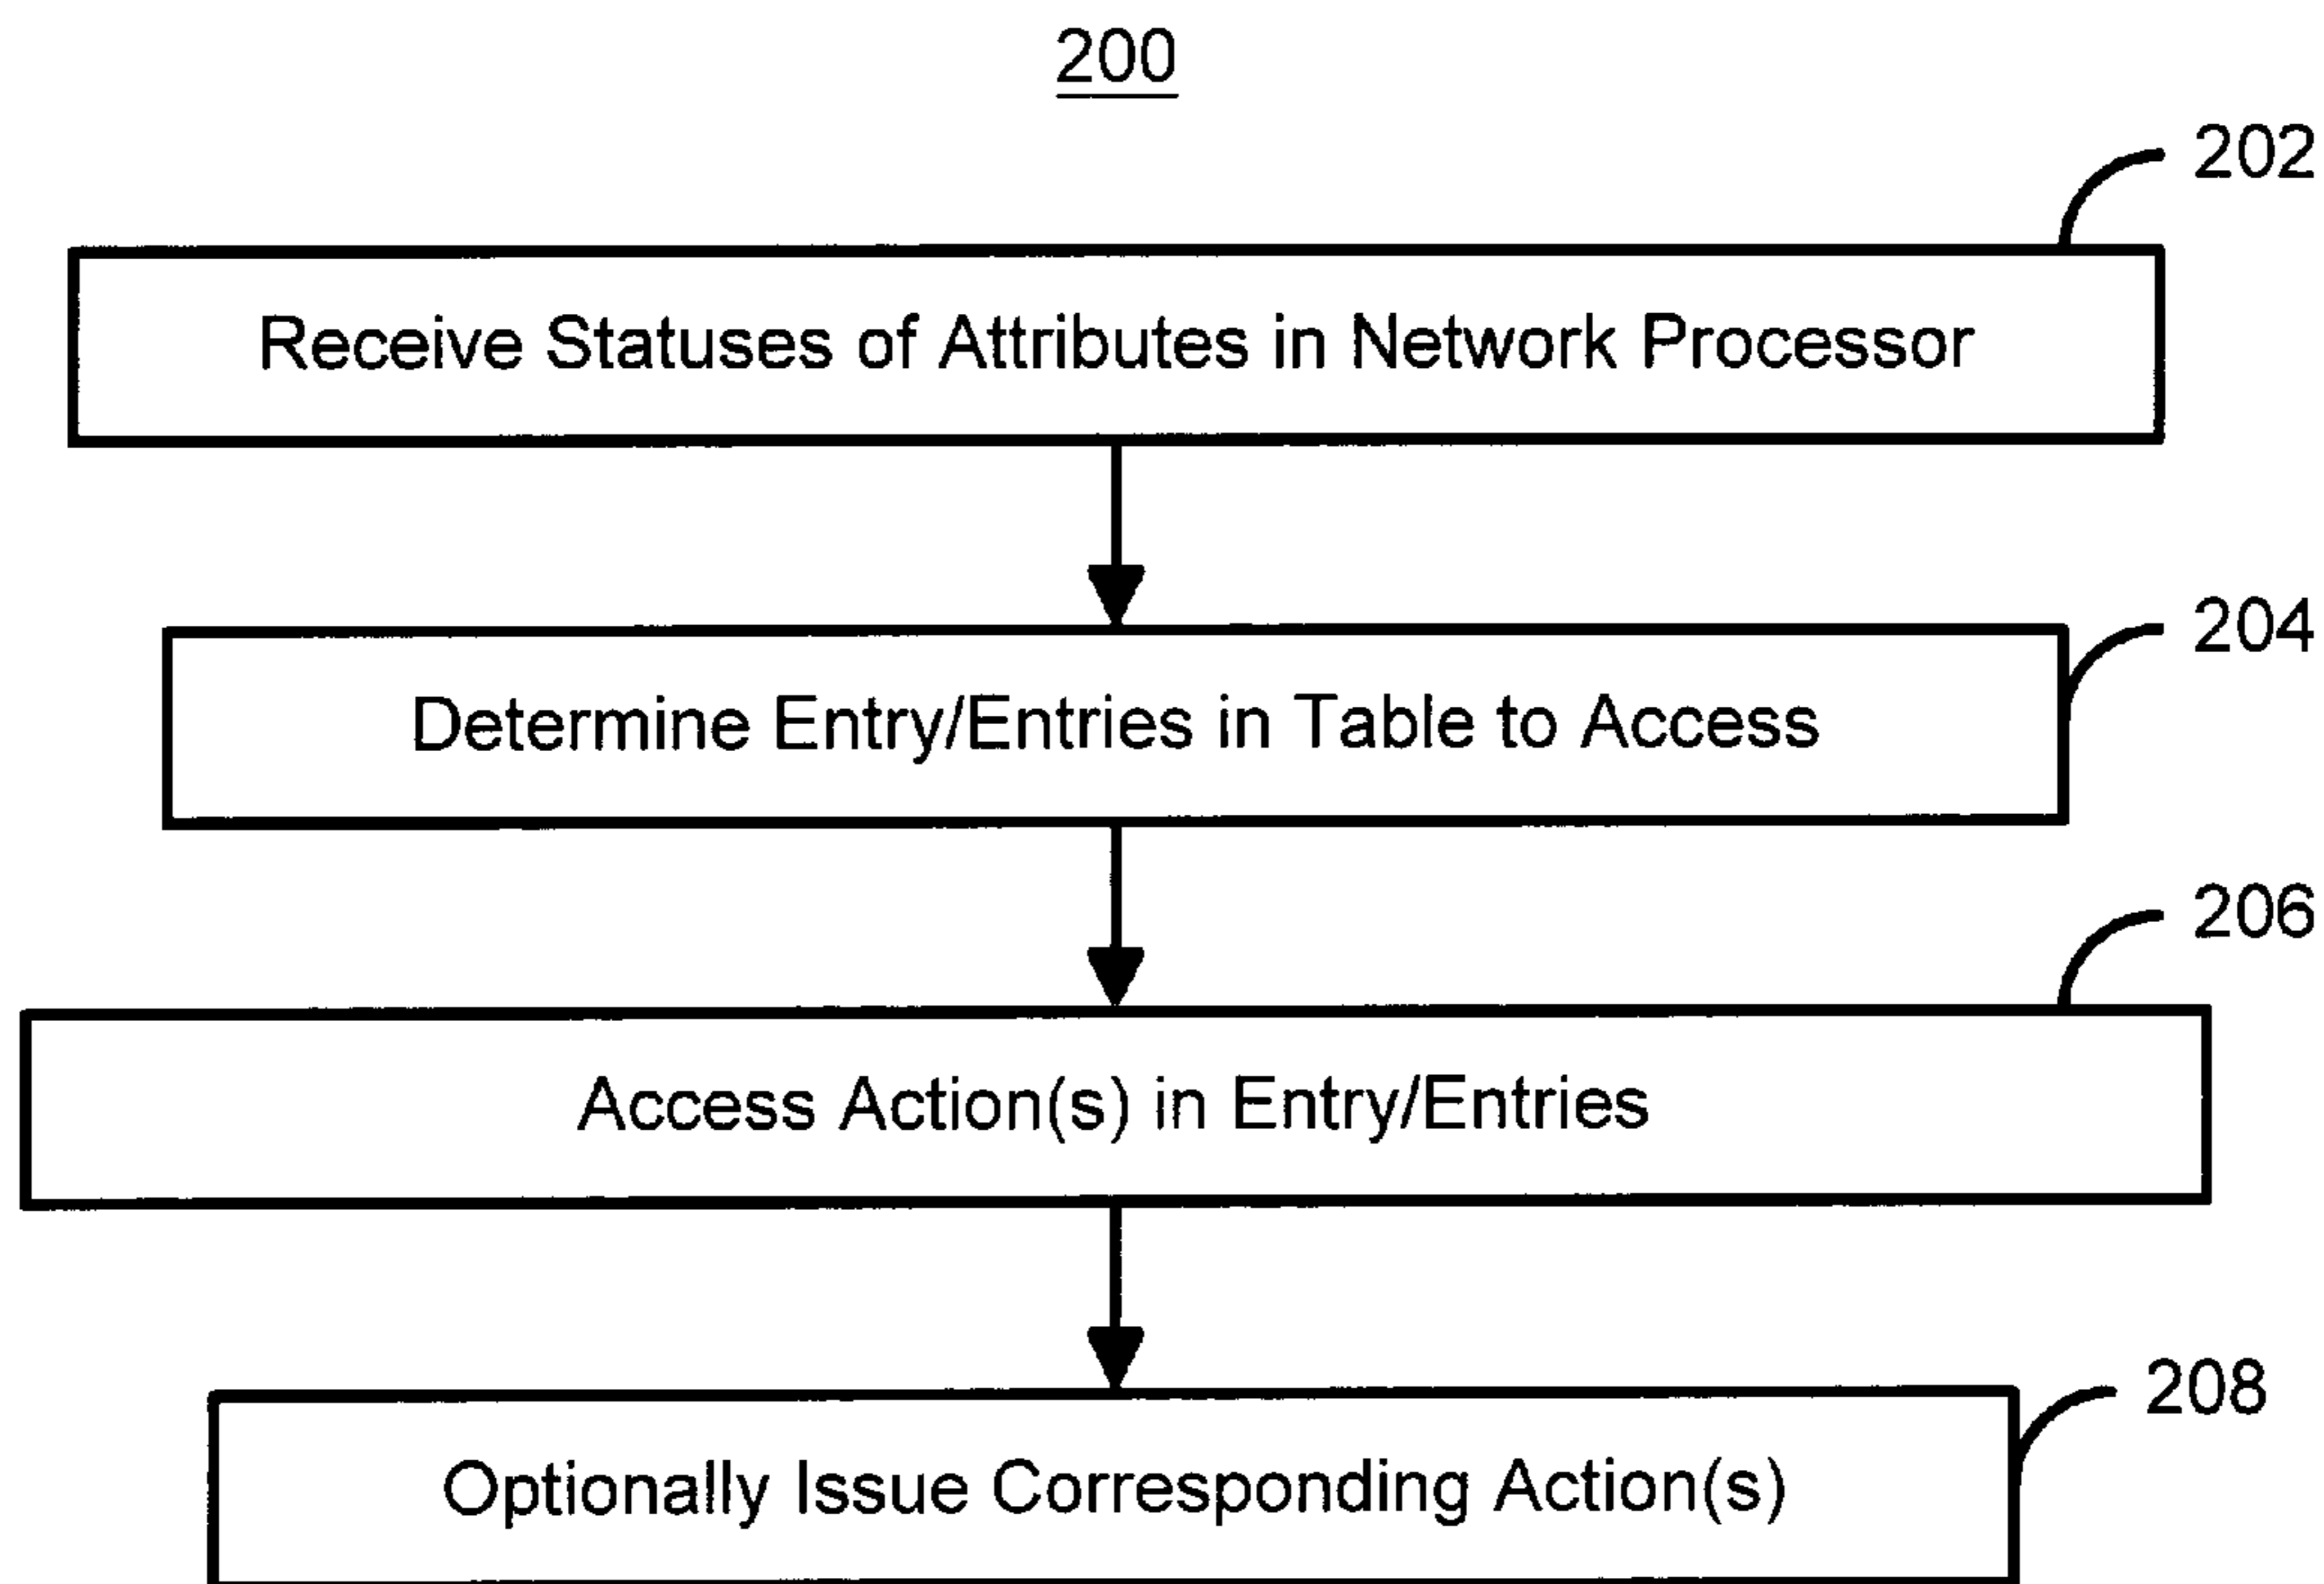 200
202
Receive Statuses of Attributes in Network Processor
204
Determine Entry/Entries in Table to Access
206
Access Action(s) in Entry/Entries
208
Optionally Issue Corresponding Action(s)